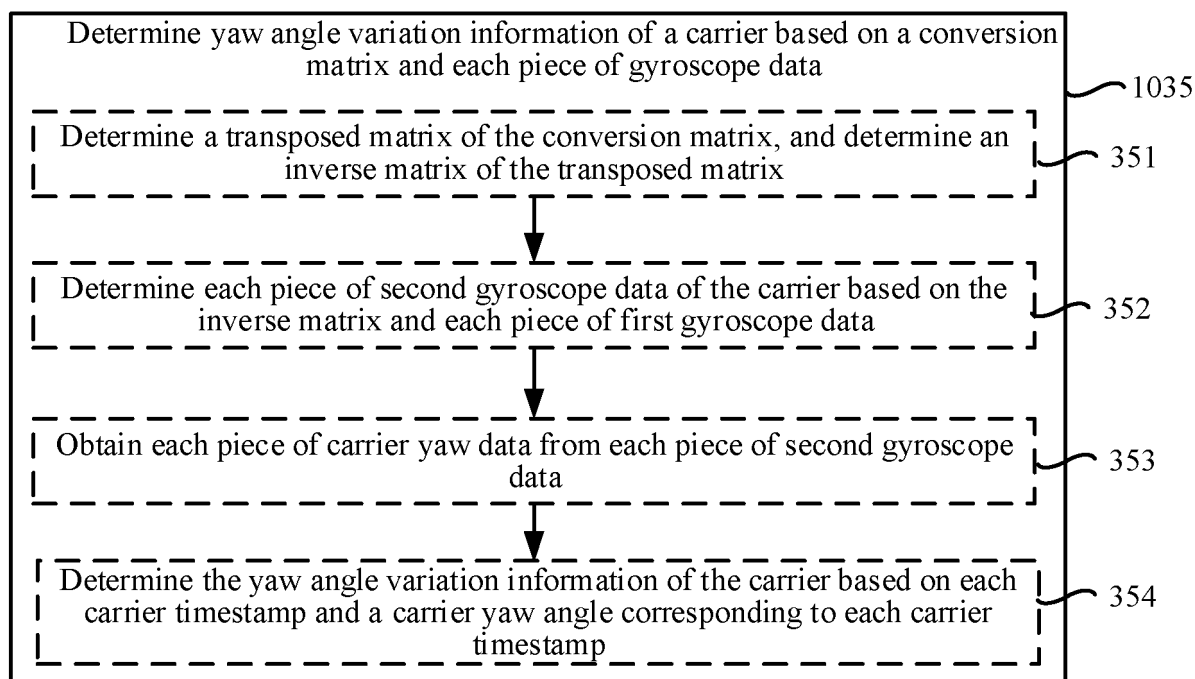 Determine yaw angle variation information of a carrier based on a conversion
matrix and each piece of gyroscope data
1035
Determine a transposed matrix of the conversion matrix, and determine an
inverse matrix of the transposed matrix
351
Determine each piece of second gyroscope data of the carrier based on the
inverse matrix and each piece of first gyroscope data
352
Obtain each piece of carrier yaw data from each piece of second gyroscope
data
353
Determine the yaw angle variation information of the carrier based on each
carrier timestamp and a carrier yaw angle corresponding to each carrier
timestamp
354